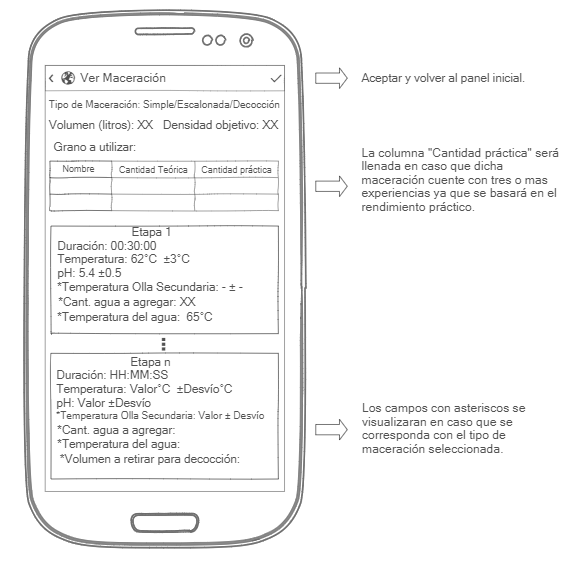 Ver Maceración
Aceptar y volver al panel inicial.
Tipo de Maceración: Simple/Escalonada/Decocción
Volumen (litros): XX Densidad objetivo: XX
Grano a utilizar:
Nombre Cantidad Teórica Cantidad práctica
La columna "Cantidad práctica" será
llenada en caso que dicha
maceración cuente con tres o mas
experiencias ya que se basará en el
rendimiento práctico.
Etapa 1
Duración: 00:30:00
Temperatura: 62°C ±3°C
pH: 5.4 ±0.5
*Temperatura Olla Secundaria: - ± -
*Cant. agua a agregar: XX
*Temperatura del agua: 65°C
Etapa n
Duración: HH:MM:SS
Temperatura: Valor°C ±Desvío°C
pH: Valor ±Desvío
*Temperatura Olla Secundaria: Valor ± Desvío
*Cant. agua a agregar:
*Temperatura del agua:
*Volumen a retirar para decocción:
Los campos con asteriscos se
visualizaran en caso que se
corresponda con el tipo de
maceración seleccionada.